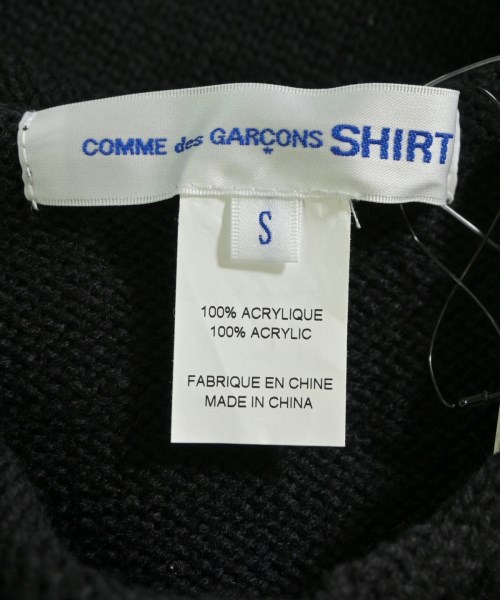 COMME des GARÇONS SHIRT
S
100% ACRYLIQUE
100% ACRYLIC
FABRIQUE EN CHINE
MADE IN CHINA